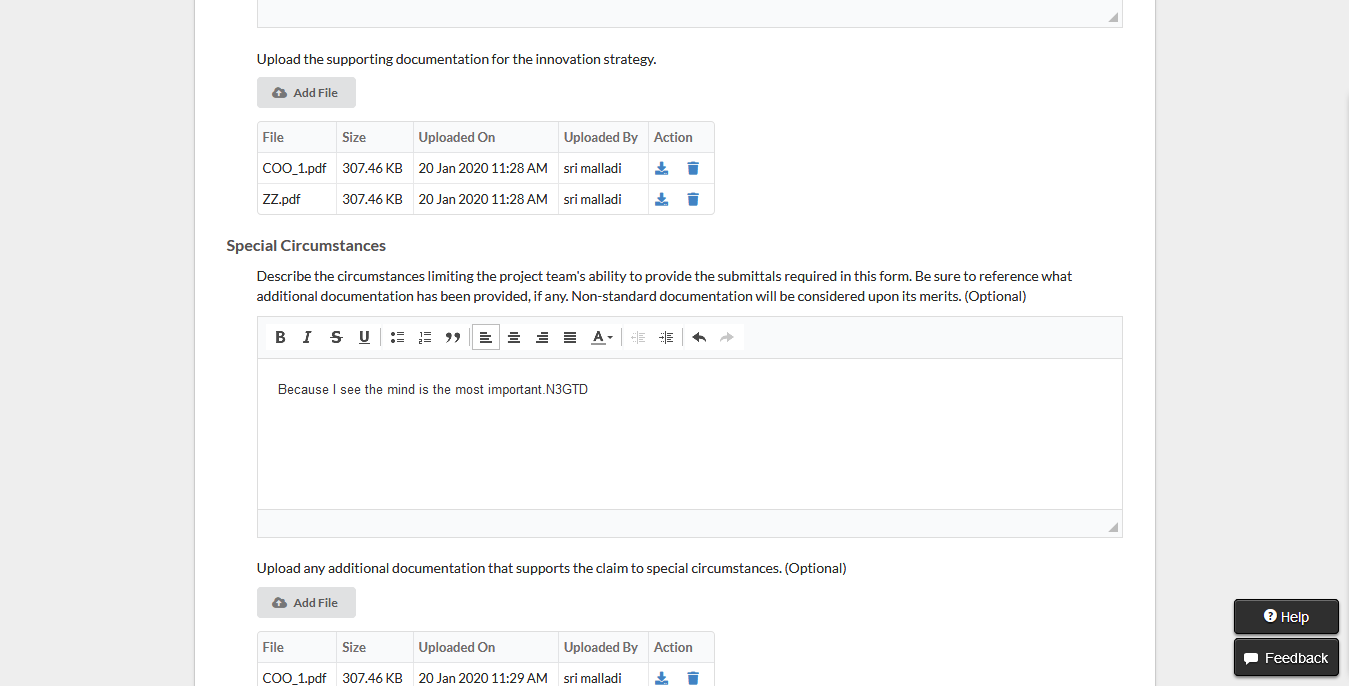 Upload the supporting documentation for the innovation strategy.
Add File
File Size Uploaded On Uploaded By Action
COO_1.pdf 307.46 KB 20 Jan 2020 11:28 AM sri malladi
ZZ.pdf 307.46 KB 20 Jan 2020 11:28 AM sri malladi
Special Circumstances
Describe the circumstances limiting the project team's ability to provide the submittals required in this form. Be sure to reference what
additional documentation has been provided, if any. Non-standard documentation will be considered upon its merits. (Optional)
B I S U A
Because I see the mind is the most important.N3GTD
Upload any additional documentation that supports the claim to special circumstances. (Optional)
Add File
File Size Uploaded On Uploaded By Action
COO_1.pdf 307.46 KB 20 Jan 2020 11:29 AM sri malladi
Help
Feedback